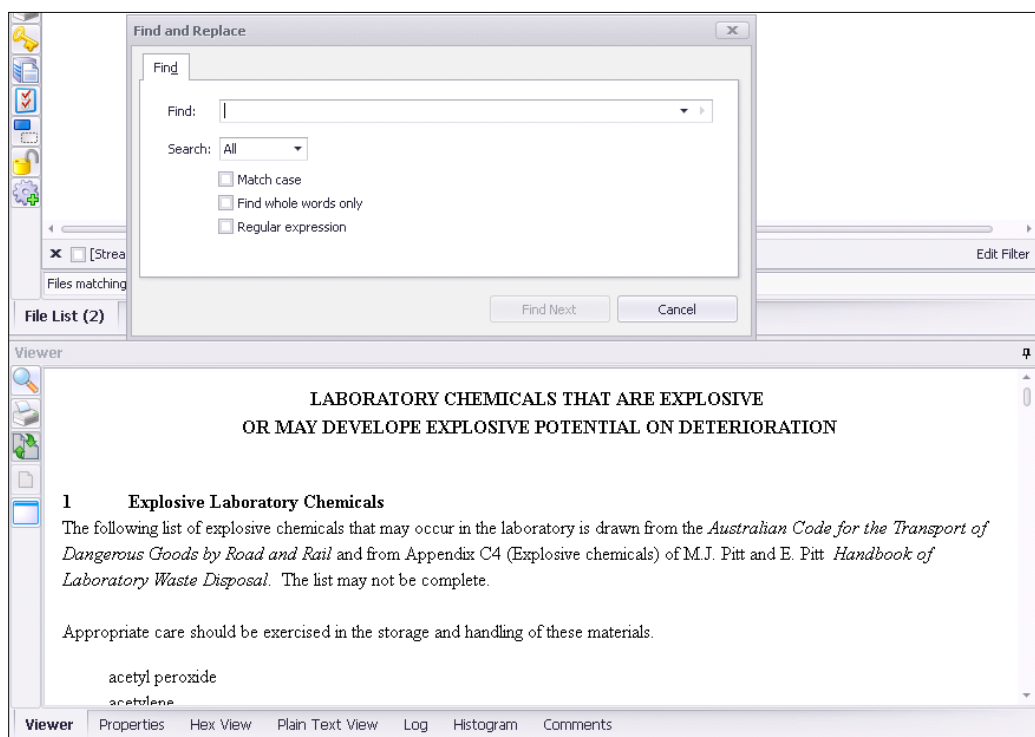 Find and Replace
Find
Find:
Search: All
Match case
Find whole words only
Regular expression
[Strea
Edit Filter
Files matching
Find Next
Cancel
File List (2)
Viewer
LABORATORY CHEMICALS THAT ARE EXPLOSIVE
OR MAY DEVELOPE EXPLOSIVE POTENTIAL ON DETERIORATION
1 Explosive Laboratory Chemicals
The following list of explosive chemicals that may occur in the laboratory is drawn from the Australian Code for the Transport of
Dangerous Goods by Road and Rail and from Appendix C4 (Explosive chemicals) of M.J. Pitt and E. Pitt Handbook of
Laboratory Waste Disposal. The list may not be complete.
Appropriate care should be exercised in the storage and handling of these materials.
acetyl peroxide
acetylene
Viewer Properties Hex View Plain Text View Log Histogram Comments